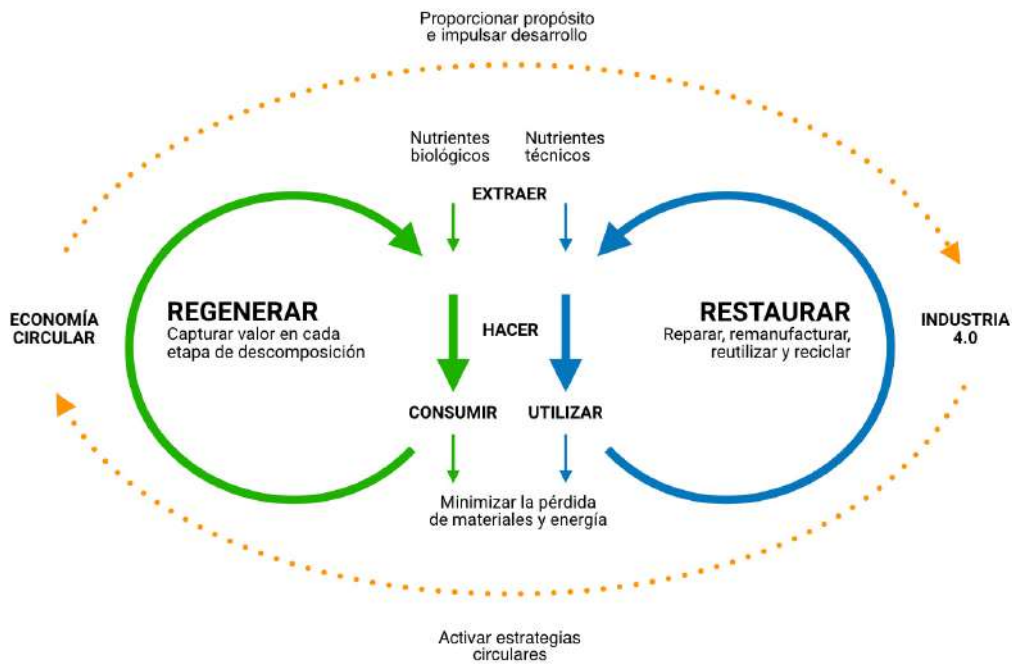 Proporcionar propósito
e impulsar desarrollo
Nutrientes
biológicos
Nutrientes
técnicos
EXTRAER
ECONOMÍA
CIRCULAR
REGENERAR
Capturar valor en cada
etapa de descomposición
HACER
RESTAURAR
Reparar, remanufacturar,
reutilizar y reciclar
INDUSTRIA
4.0
CONSUMIR
UTILIZAR
Minimizar la pérdida
de materiales y energía
Activar estrategias
circulares